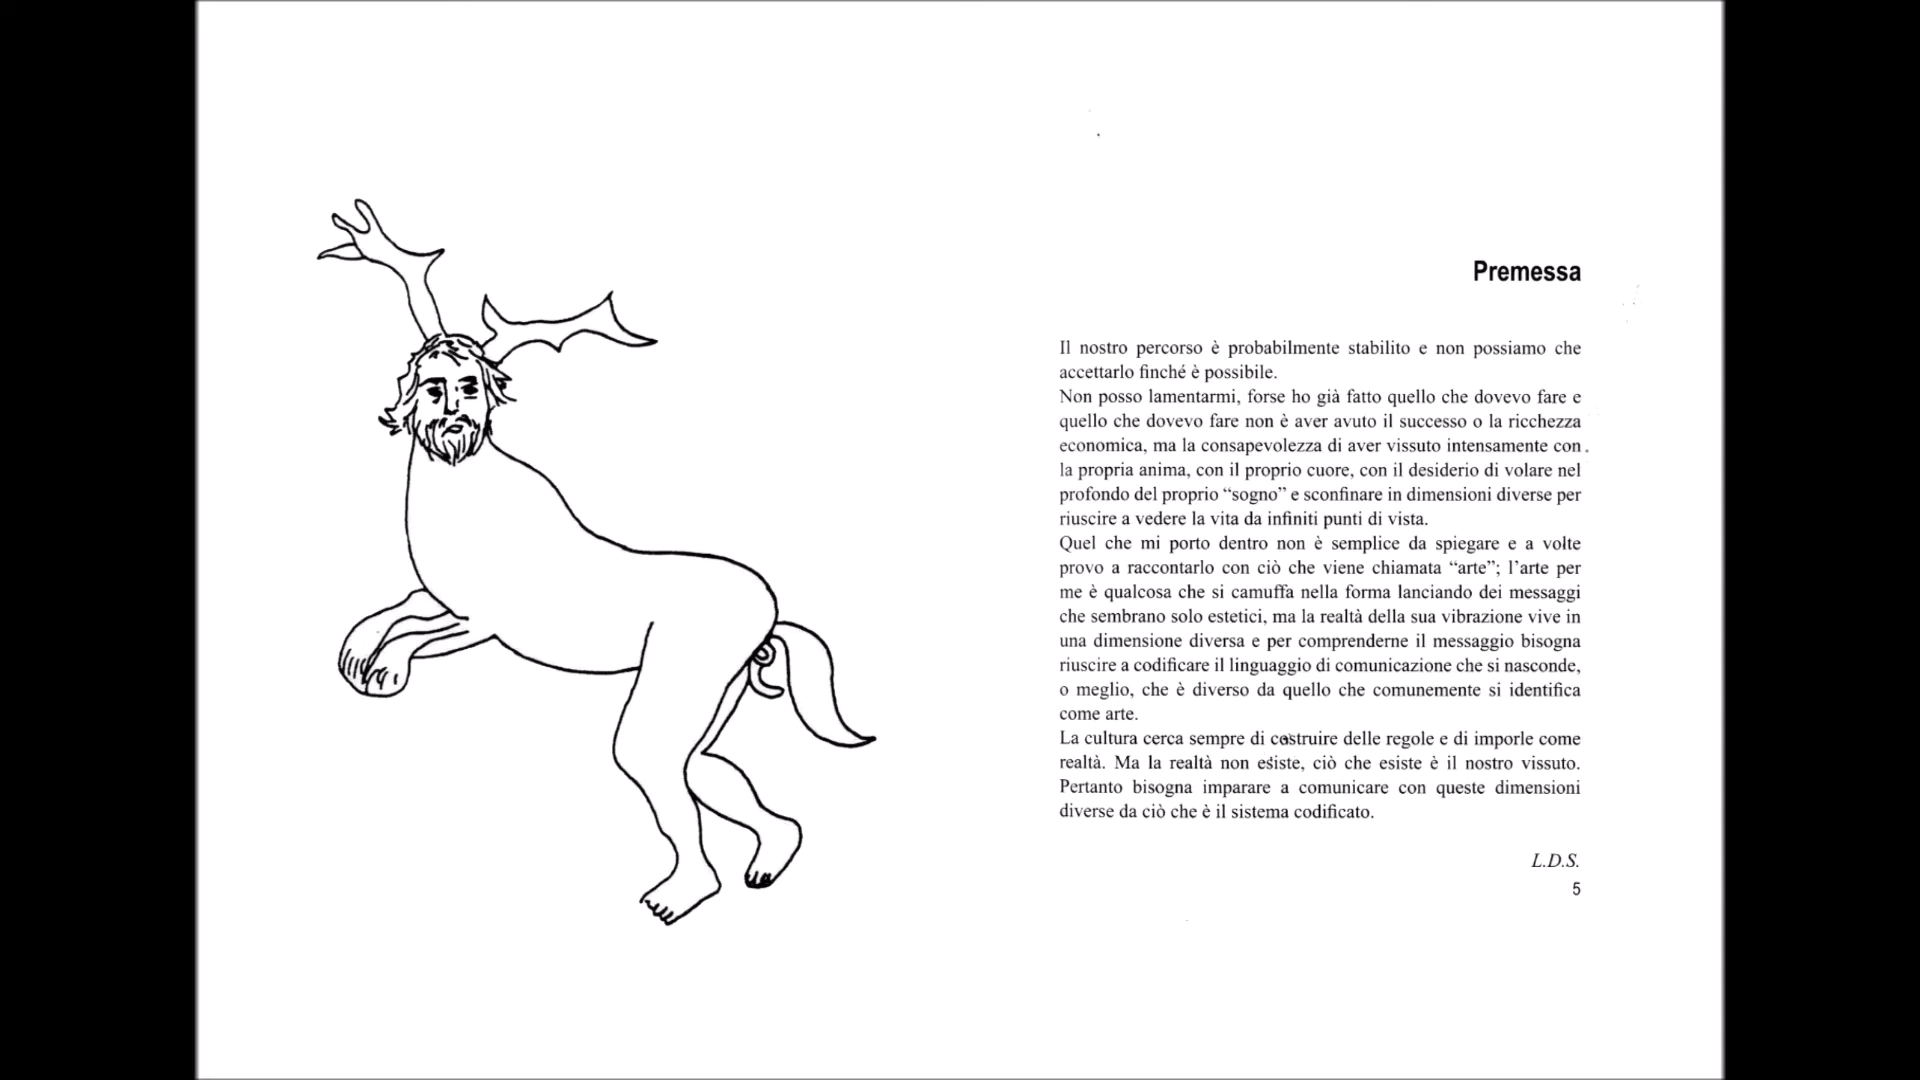 Premessa
Il nostro percorso è probabilmente stabilito e non possiamo che
accettarlo finché è possibile.
Non posso lamentarmi, forse ho già fatto quello che dovevo fare e
quello che dovevo fare non è aver avuto il successo o la ricchezza
economica, ma la consapevolezza di aver vissuto intensamente con
la propria anima, con il proprio cuore, con il desiderio di volare nel
profondo del proprio “sogno” e sconfinare in dimensioni diverse per
riuscire a vedere la vita da infiniti punti di vista.
Quel che mi porto dentro non è semplice da spiegare e a volte
provo a raccontarlo con ciò che viene chiamata “arte”; l’arte per
me è qualcosa che si camuffa nella forma lanciando dei messaggi
che sembrano solo estetici, ma la realtà della sua vibrazione vive in
una dimensione diversa e per comprenderne il messaggio bisogna
riuscire a codificare il linguaggio di comunicazione che si nasconde,
o meglio, che è diverso da quello che comunemente si identifica
come arte.
La cultura cerca sempre di costruire delle regole e di imporle come
realtà. Ma la realtà non esiste, ciò che esiste è il nostro vissuto.
Pertanto bisogna imparare a comunicare con queste dimensioni
diverse da ciò che è il sistema codificato.
L.D.S.
5